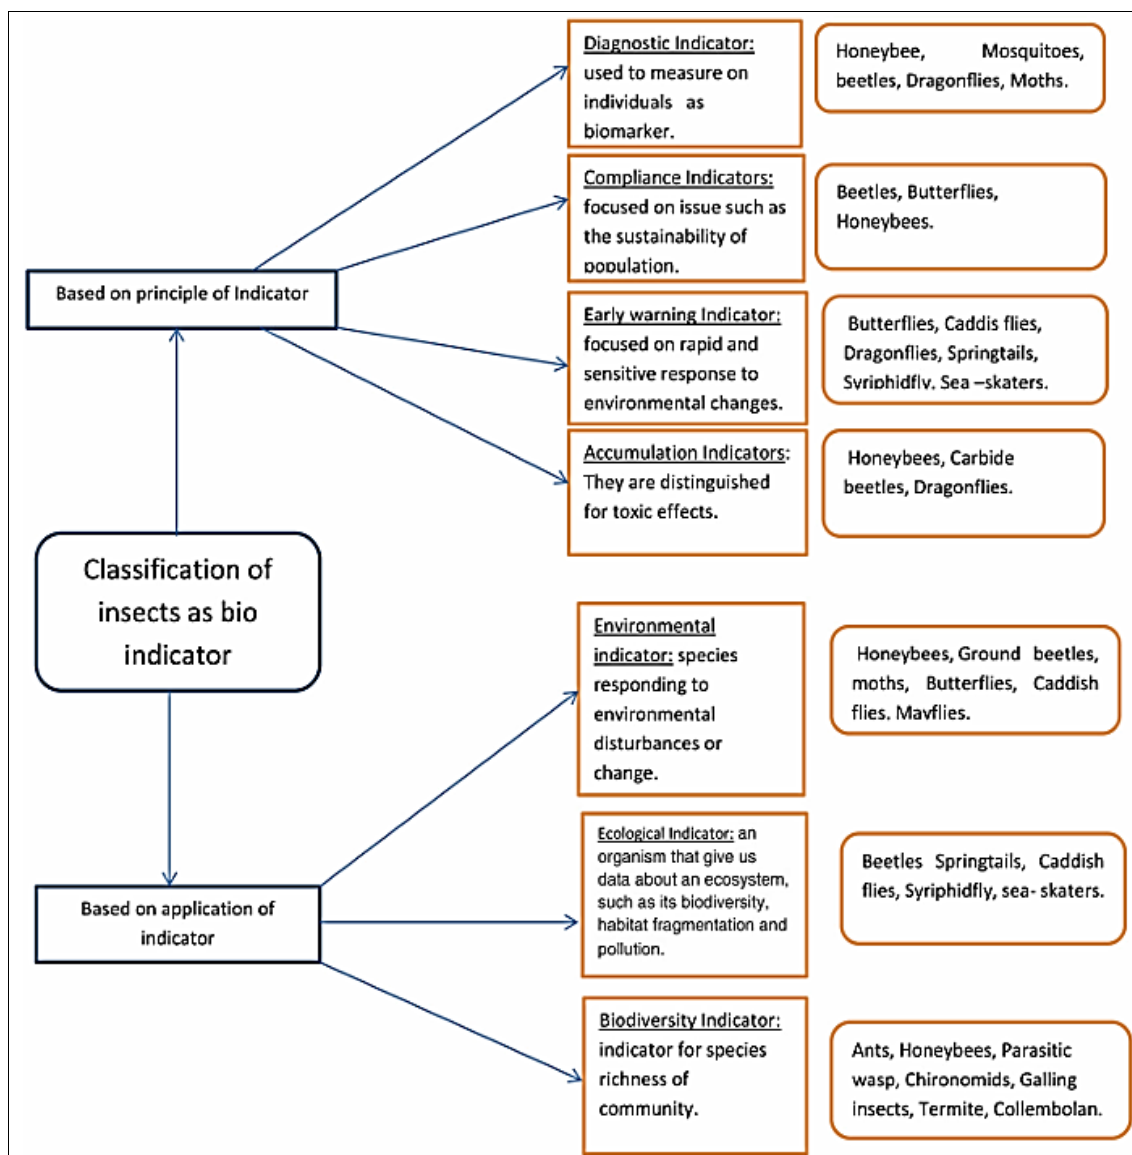 Diagnostic Indicator:
used to measure on
individuals as
biomarker.
Honeybee, Mosquitoes,
beetles, Dragonflies, Moths.
Compliance Indicators:
focused on issue such as
the sustainability of
population.
Beetles, Butterflies,
Honeybees.
Based on principle of Indicator
Early warning Indicator:
focused on rapid and
sensitive response to
environmental changes.
Butterflies, Caddis flies,
Dragonflies, Springtails,
Syriphidfly, Sea –skaters.
Accumulation Indicators:
They are distinguished
for toxic effects.
Honeybees, Carbide
beetles, Dragonflies.
Classification of
insects as bio
indicator
Environmental
indicator: species
responding to
environmental
disturbances or
change.
Honeybees, Ground beetles,
moths, Butterflies, Caddish
flies, Mayflies.
Based on application of
indicator
Ecological Indicator: an
organism that give us
data about an ecosystem,
such as its biodiversity,
habitat fragmentation and
pollution.
Beetles Springtails, Caddish
flies, Syriphidfly, sea- skaters.
Biodiversity Indicator:
indicator for species
richness of
community.
Ants, Honeybees, Parasitic
wasp, Chironomids, Galling
insects, Termite, Collembolan.